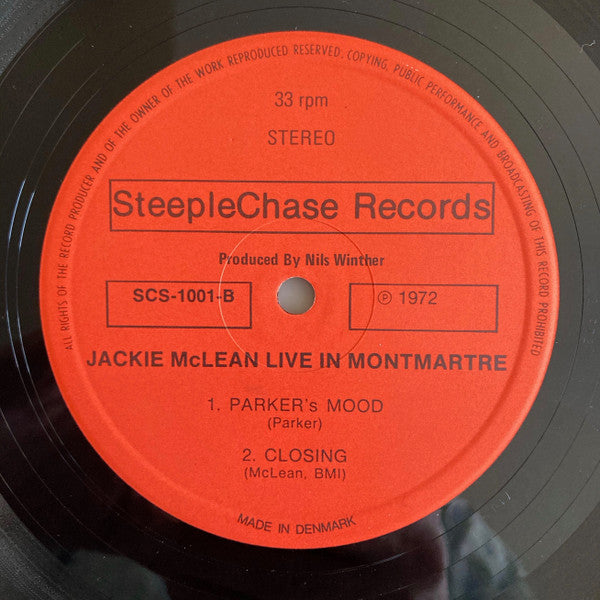 ALL RIGHTS OF THE RECORD PRODUCER AND OF THE OWNER OF THE WORK REPRODUCED RESERVED. COPYING, PUBLIC PERFORMANCE AND BROADCASTING OF THIS RECORD PROHIBITED
33 rpm
STEREO
SteepleChase Records
Produced By Nils Winther
SCS-1001-B
℗ 1972
JACKIE McLEAN LIVE IN MONTMARTRE
1. PARKER's MOOD
(Parker)
2. CLOSING
(McLean, BMI)
MADE IN DENMARK